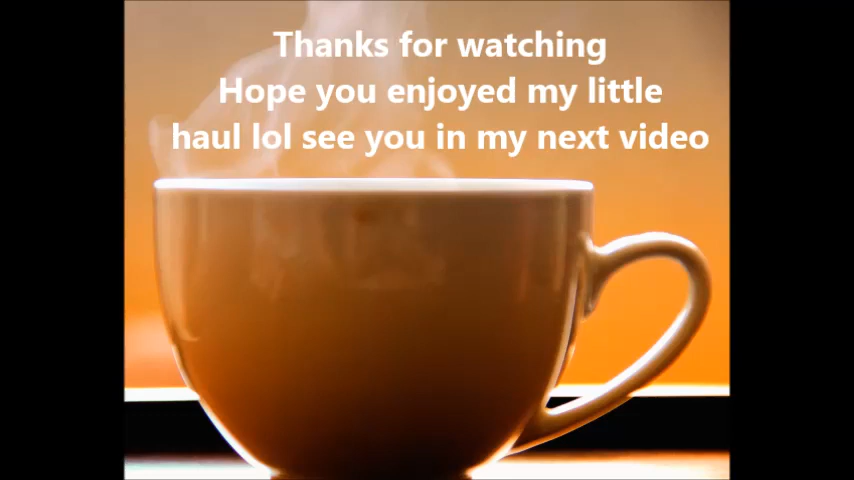 Thanks for watching
Hope you enjoyed my little
haul lol see you in my next video